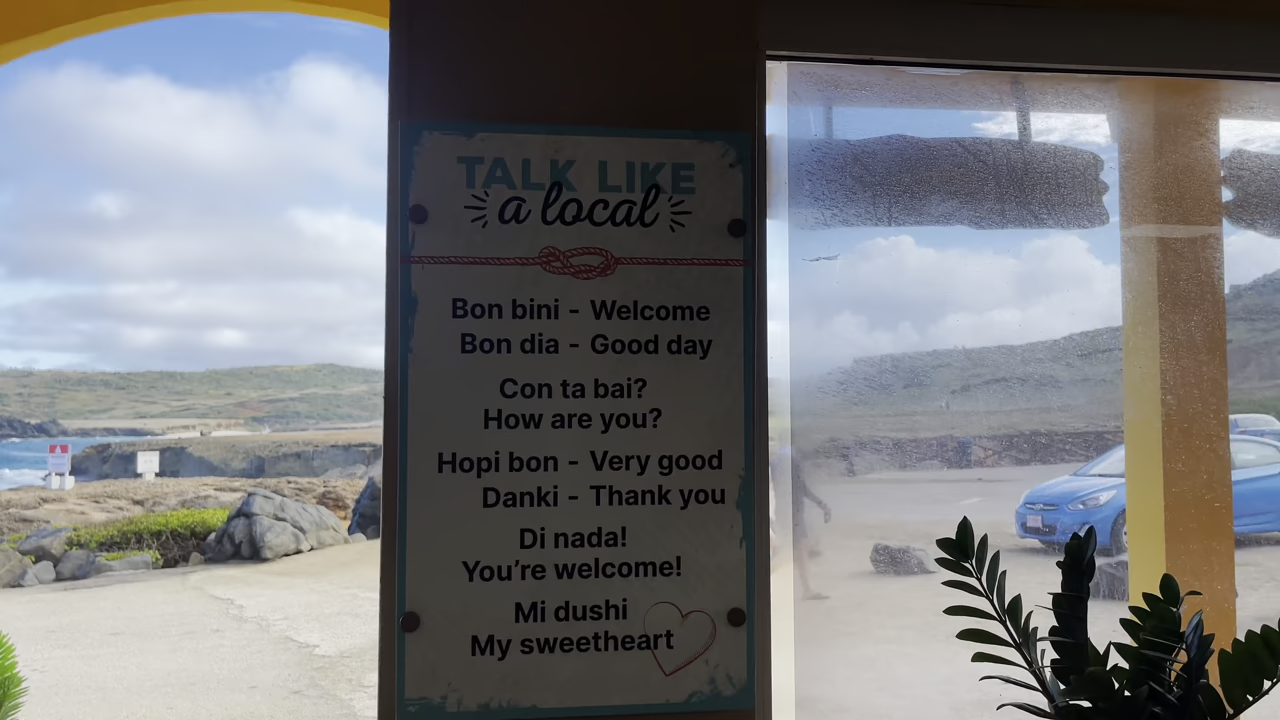 TALK LIKE
a local
Bon bini - Welcome
Bon dia - Good day
Con ta bai?
How are you?
Hopi bon - Very good
Danki - Thank you
Di nada!
You're welcome!
Mi dushi
My sweetheart